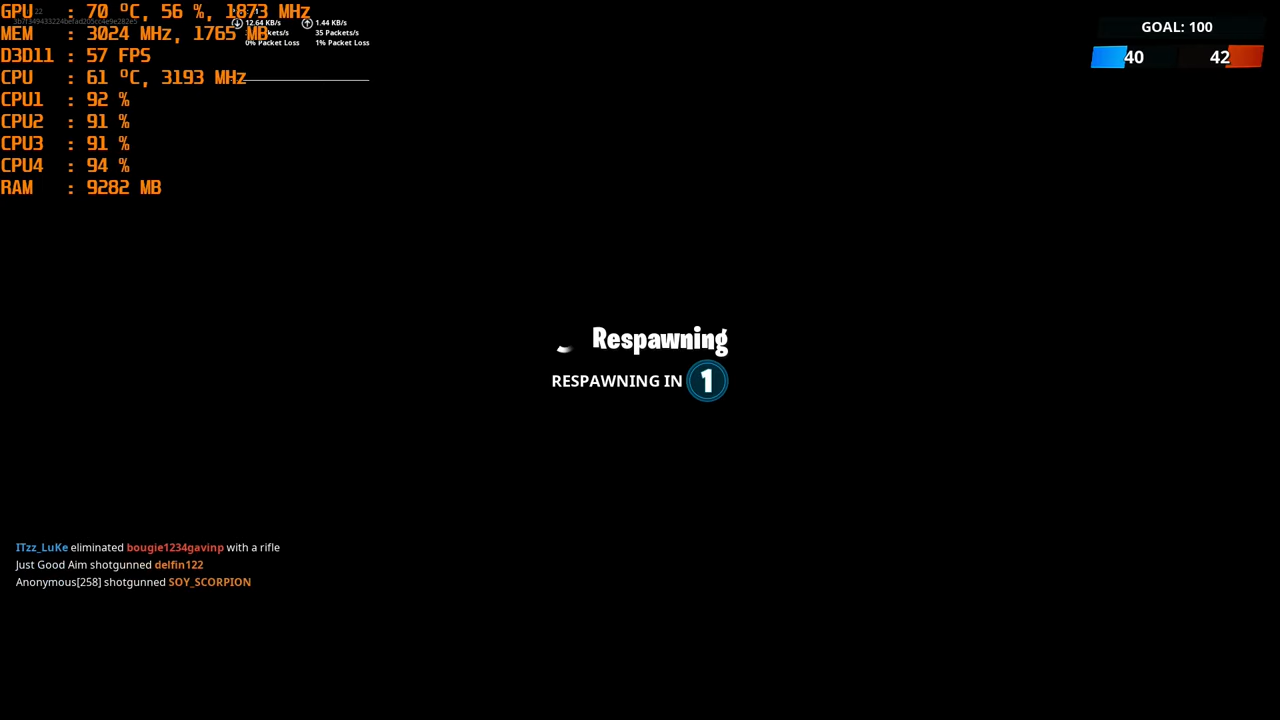 GPU : 70 °C, 56 %, 1873 MHz
MEM : 3024 MHz, 1765 MB
D3D11 : 57 FPS
CPU : 61 °C, 3193 MHz
CPU1 : 92 %
CPU2 : 91 %
CPU3 : 91 %
CPU4 : 94 %
RAM : 9282 MB
12.64 KB/s 1.44 KB/s
35 Packets/s
0% Packet Loss 1% Packet Loss
GOAL: 100
40 42
Respawning
RESPAWNING IN 1
ITzz_LuKe eliminated bougie1234gavinp with a rifle
Just Good Aim shotgunned delfin122
Anonymous[258] shotgunned SOY_SCORPION